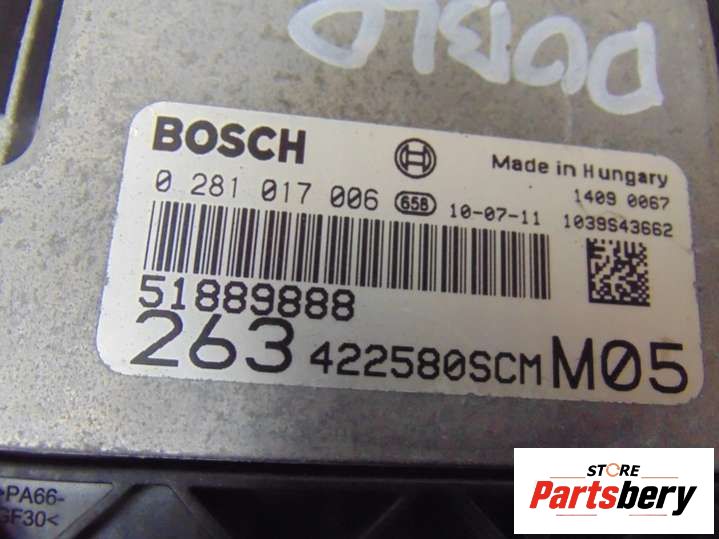 DOBLO
BOSCH
Made in Hungary
0 281 017 006 658 10-07-11
1409 0067
1039S43662
51889888
263 422580SCM M05
>PA66-
GF30<
STORE
Partsbery